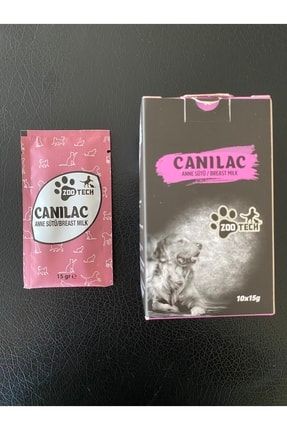 ZOO TECH
CANILAC
ANNE SÜTÜ/BREAST MILK
15 gr e
CANILAC
ANNE SÜTÜ / BREAST MILK
ZOO TECH
10x15g